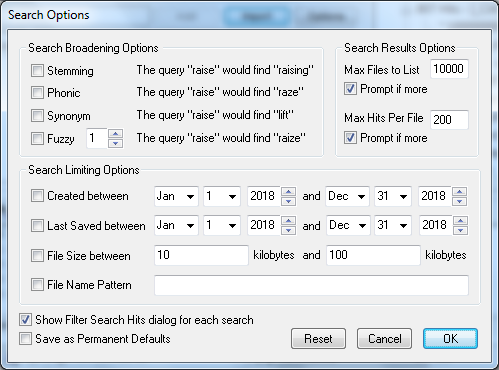 Search Options
Search Broadening Options
Stemming The query "raise" would find "raising"
Phonic The query "raise" would find "raze"
Synonym The query "raise" would find "lift"
Fuzzy 1 The query "raise" would find "raize"
Search Results Options
Max Files to List 10000
Prompt if more
Max Hits Per File 200
Prompt if more
Search Limiting Options
Created between Jan 1 2018 and Dec 31 2018
Last Saved between Jan 1 2018 and Dec 31 2018
File Size between 10 kilobytes and 100 kilobytes
File Name Pattern
Show Filter Search Hits dialog for each search
Save as Permanent Defaults
Reset Cancel OK